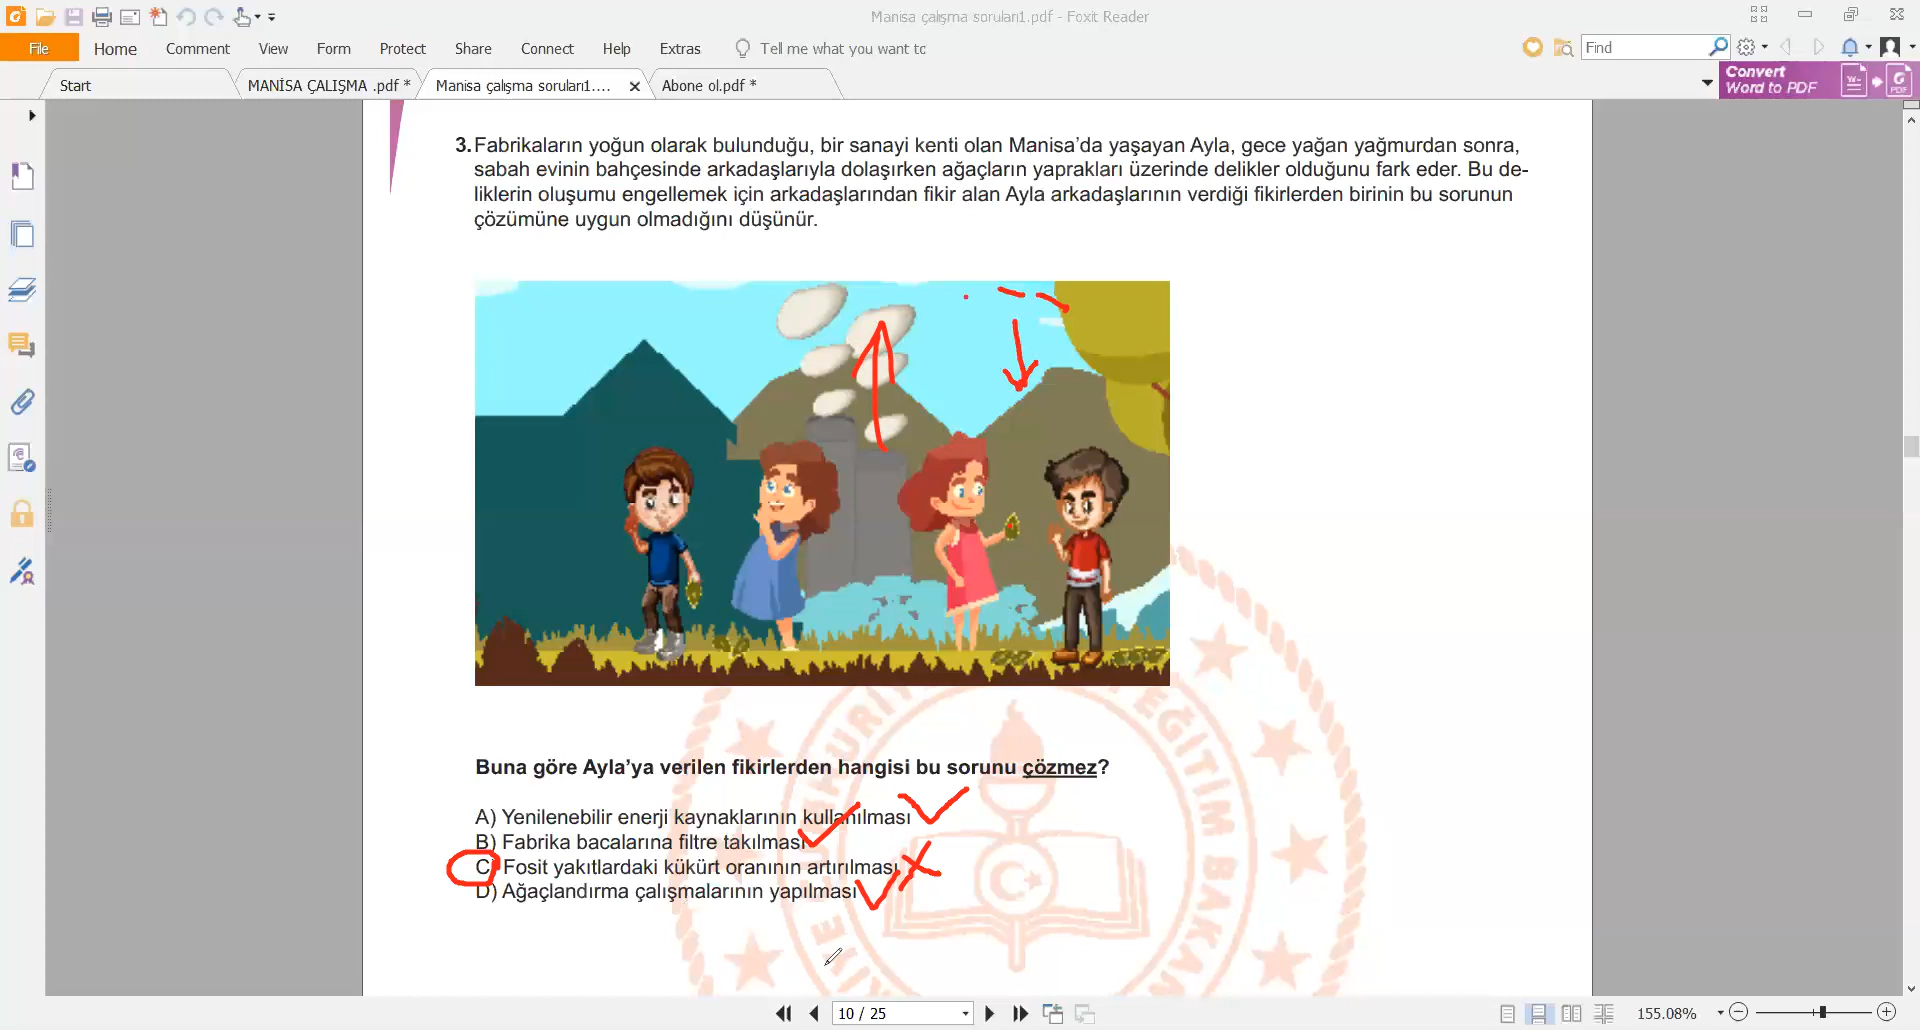 Manisa çalışma soruları1.pdf - Foxit Reader
File Home Comment View Form Protect Share Connect Help Extras Tell me what you want to Find
Start MANİSA ÇALIŞMA .pdf * Manisa çalışma soruları1.... Abone ol.pdf * Convert
Word to PDF
3. Fabrikaların yoğun olarak bulunduğu, bir sanayi kenti olan Manisa’da yaşayan Ayla, gece yağan yağmurdan sonra,
sabah evinin bahçesinde arkadaşlarıyla dolaşırken ağaçların yaprakları üzerinde delikler olduğunu fark eder. Bu de-
liklerin oluşumu engellemek için arkadaşlarından fikir alan Ayla arkadaşlarının verdiği fikirlerden birinin bu sorunun
çözümüne uygun olmadığını düşünür.
Buna göre Ayla’ya verilen fikirlerden hangisi bu sorunu çözmez?
A) Yenilenebilir enerji kaynaklarının kullanılması
B) Fabrika bacalarına filtre takılması
C) Fosit yakıtlardaki kükürt oranının artırılması
D) Ağaçlandırma çalışmalarının yapılması
10 / 25 155.08%